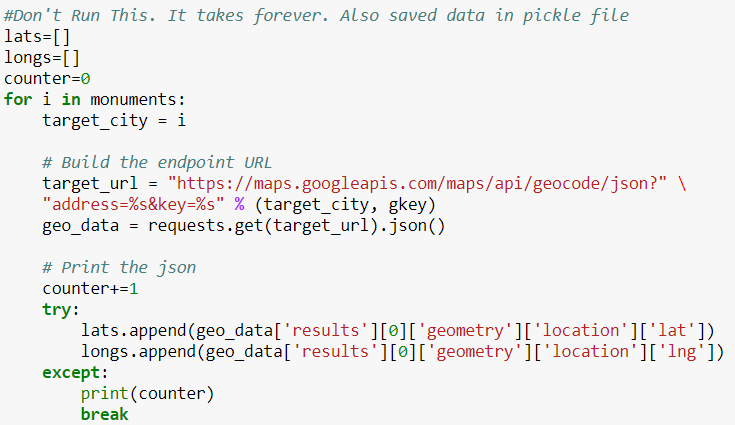 #Don't Run This. It takes forever. Also saved data in pickle file
lats=[]
longs=[]
counter=0
for i in monuments:
    target_city = i

    # Build the endpoint URL
    target_url = "https://maps.googleapis.com/maps/api/geocode/json?" \
    "address=%s&key=%s" % (target_city, gkey)
    geo_data = requests.get(target_url).json()

    # Print the json
    counter+=1
    try:
        lats.append(geo_data['results'][0]['geometry']['location']['lat'])
        longs.append(geo_data['results'][0]['geometry']['location']['lng'])
    except:
        print(counter)
        break